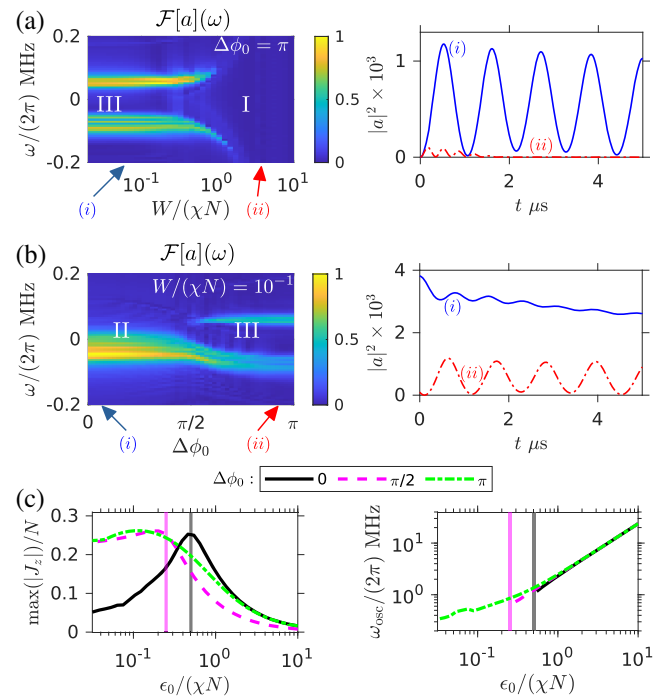 (a)
F[a](ω)
Δϕ₀ = π
III
I
ω/(2π) MHz
0.2
0
-0.2
10⁻¹
10⁰
10¹
W/(χN)
(i)
(ii)
1
0.5
0
|a|² × 10³
1
0
(i)
(ii)
0
2
4
t μs
(b)
F[a](ω)
W/(χN) = 10⁻¹
II
III
ω/(2π) MHz
0.2
0
-0.2
0
π/2
π
Δϕ₀
(i)
(ii)
1
0.5
0
|a|² × 10³
4
2
0
(i)
(ii)
0
2
4
t μs
Δϕ₀ : 0 π/2 π
(c)
max(|J_z|)/N
0.3
0.2
0.1
0
10⁻¹
10⁰
10¹
ϵ₀/(χN)
ω_osc/(2π) MHz
10¹
10⁰
10⁻¹
10⁰
10¹
ϵ₀/(χN)